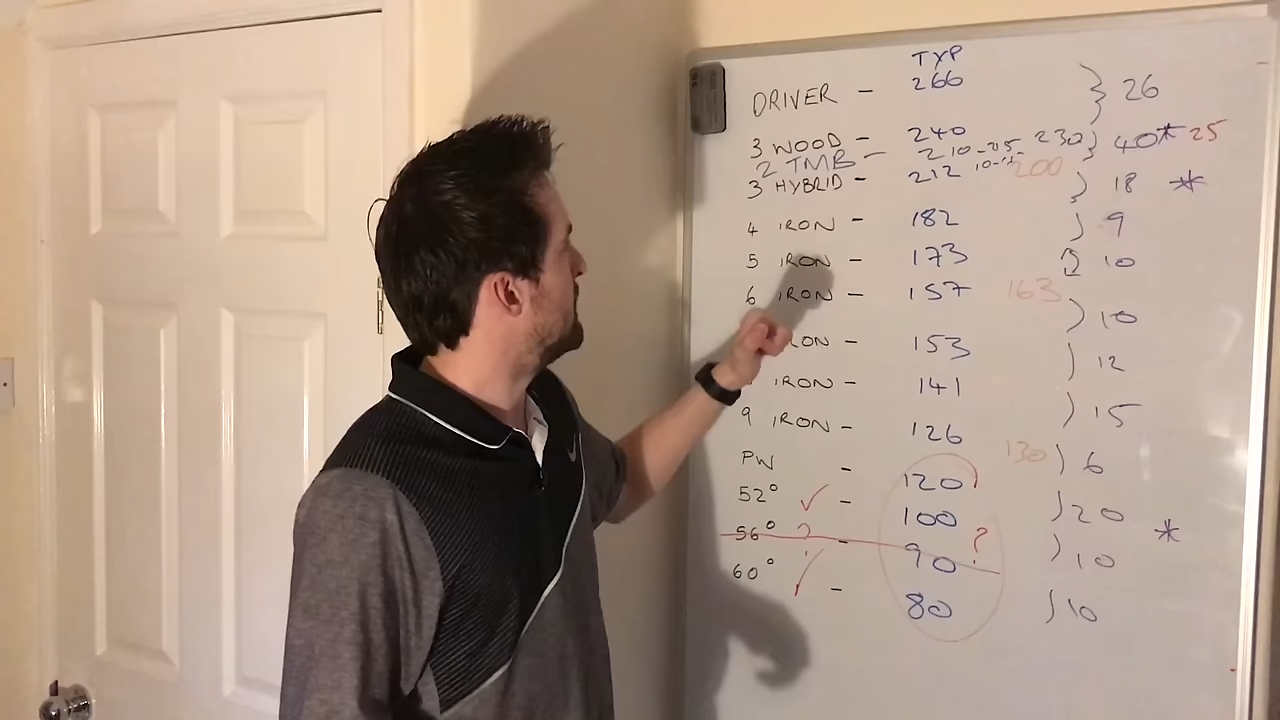 TYP
DRIVER - 266 } 26
3 WOOD - 240 } 40* 25
2 TMB - 210-215- 230
3 HYBRID - 212 200 } 18 *
4 IRON - 182 ) 9
5 IRON - 173 10
6 IRON - 157 163 ) 10
IRON - 153 ) 12
IRON - 141 ) 15
9 IRON - 126 130 ) 6
PW - 120
52° ✓ - 100 ) 20 *
56° ? - 90 ? ) 10
60° ✓ - 80 ) 10